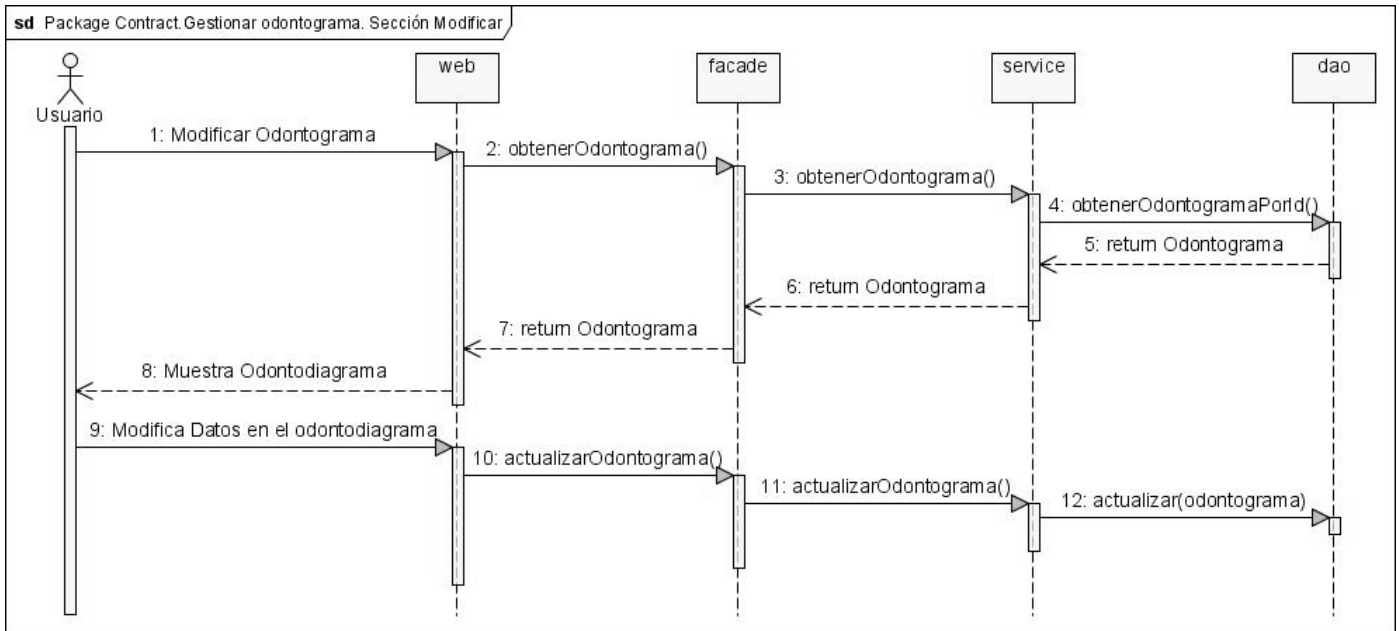 sd Package Contract.Gestionar odontograma. Sección Modificar
Usuario
web
facade
service
dao
1: Modificar Odontograma
2: obtenerOdontograma()
3: obtenerOdontograma()
4: obtenerOdontogramaPorId()
5: return Odontograma
6: return Odontograma
7: return Odontograma
8: Muestra Odontodiagrama
9: Modifica Datos en el odontodiagrama
10: actualizarOdontograma()
11: actualizarOdontograma()
12: actualizar(odontograma)